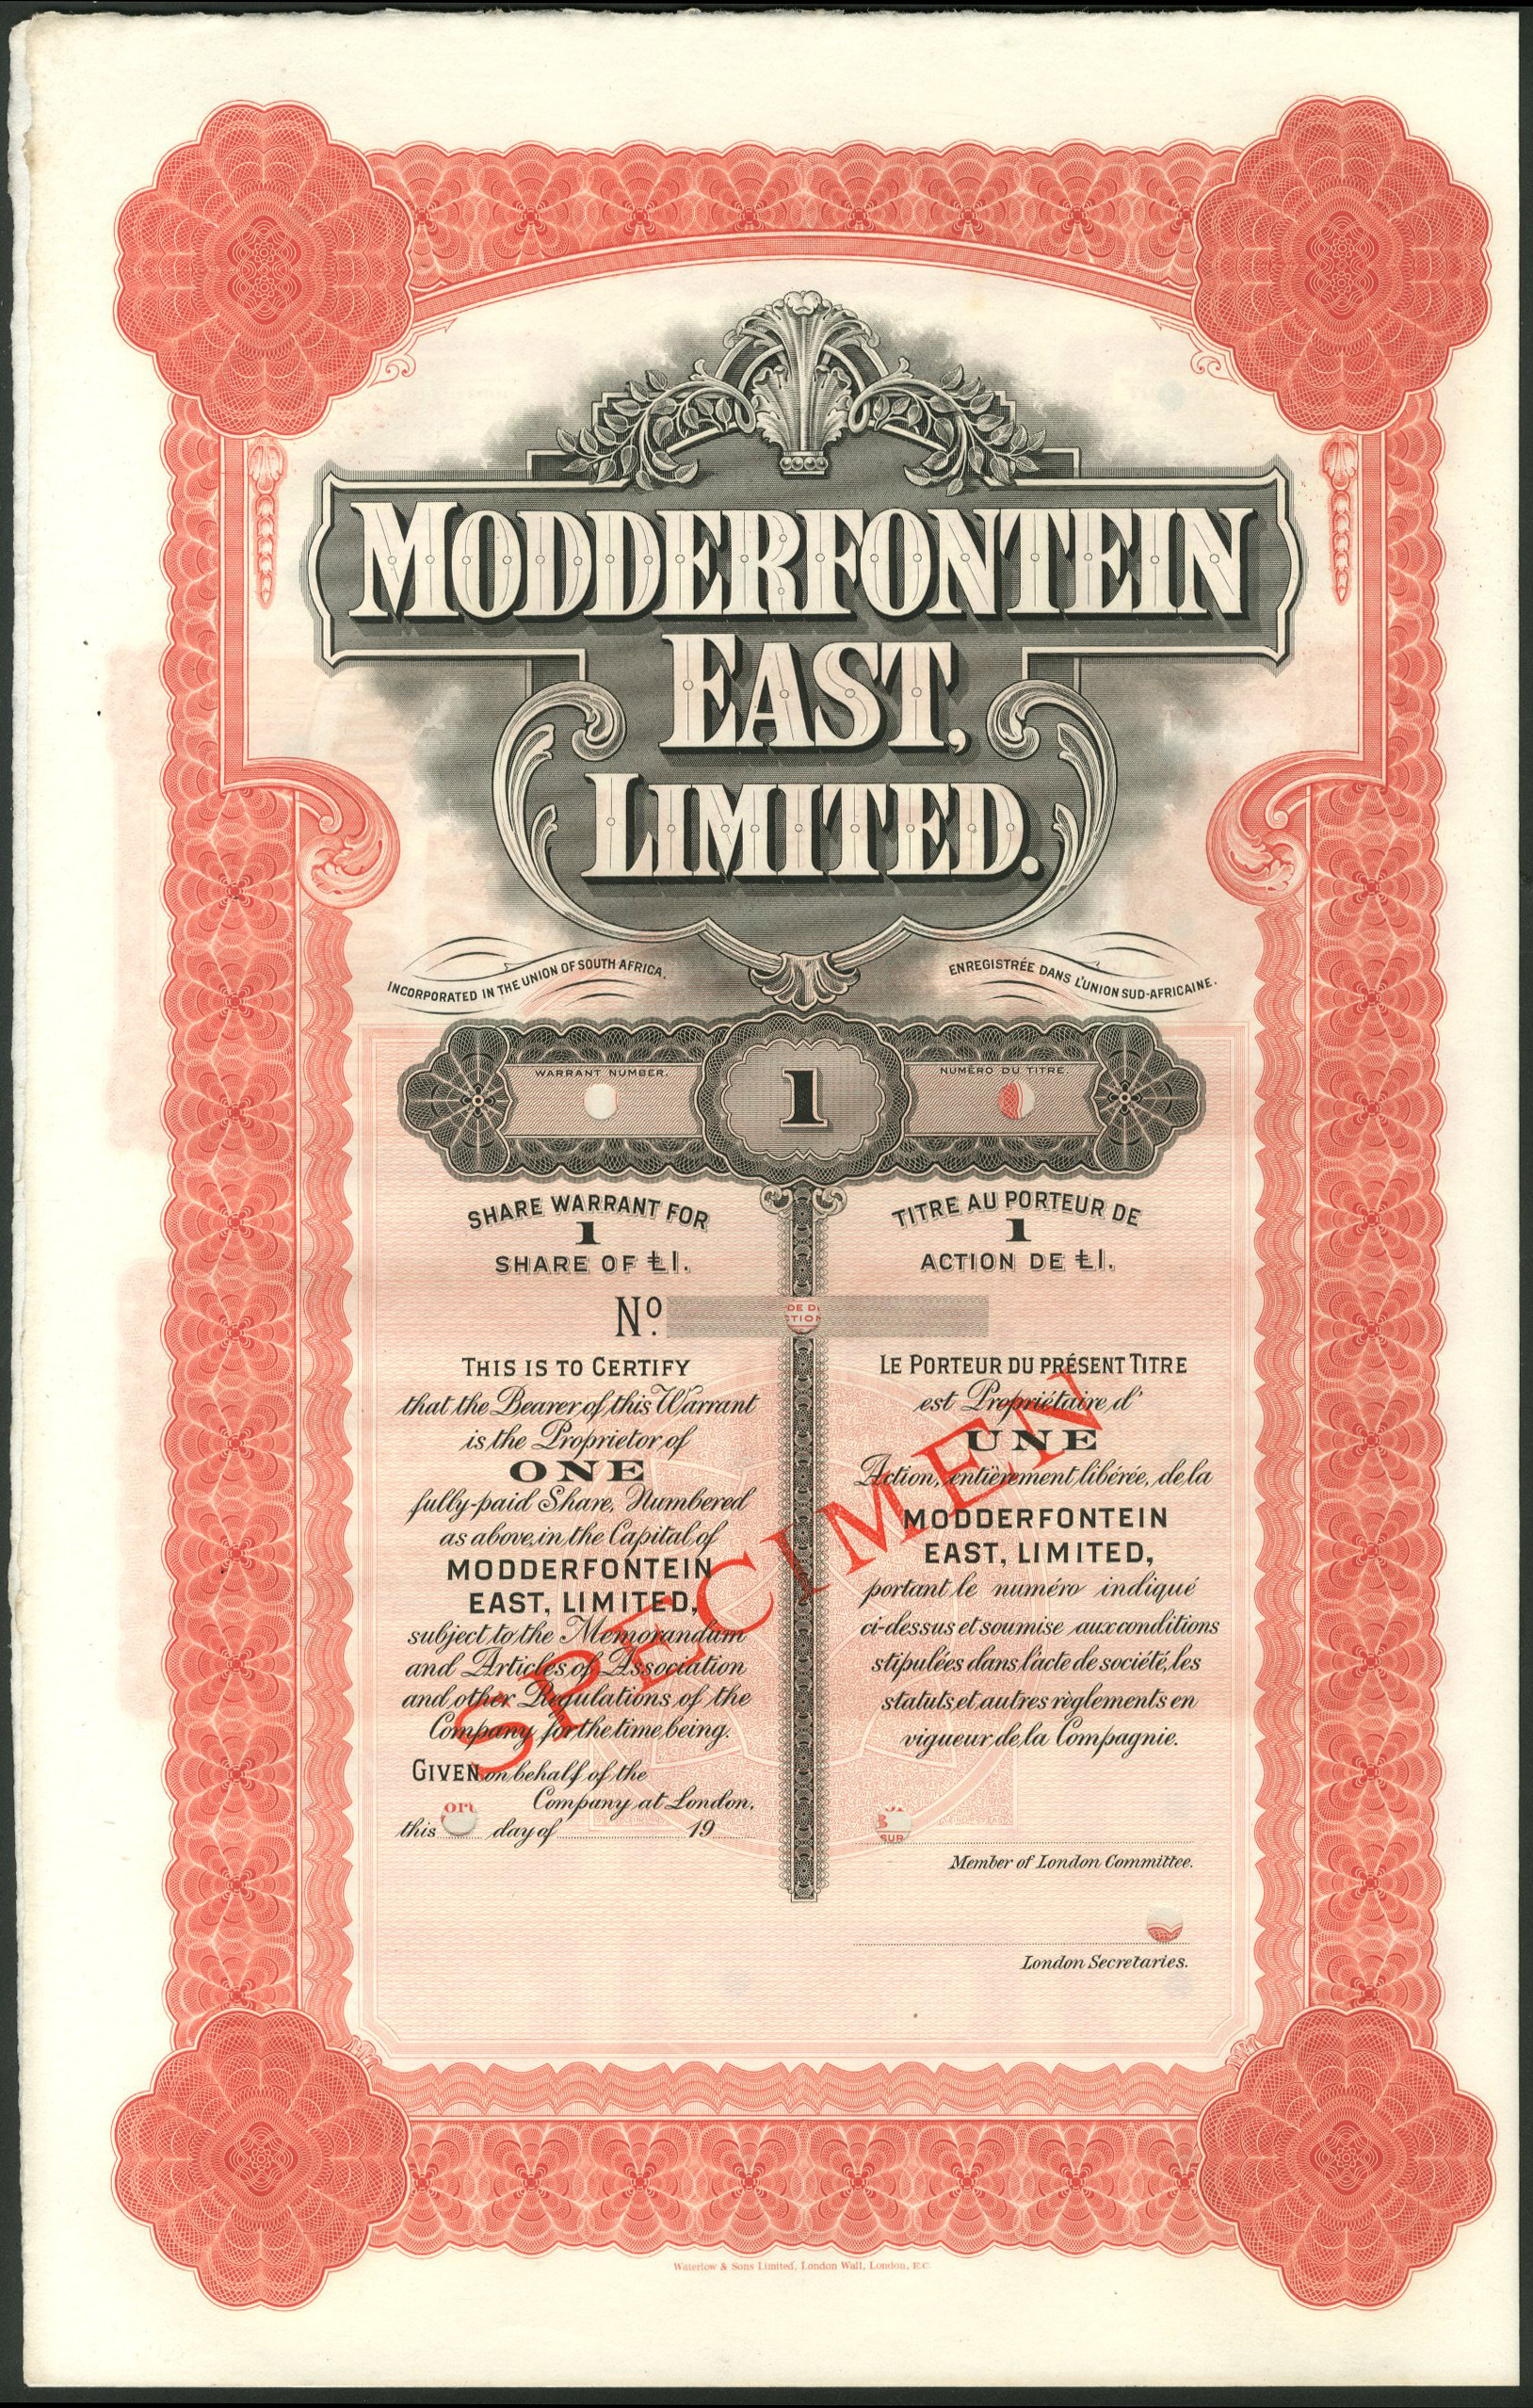 MODDERFONTEIN
EAST,
LIMITED.
INCORPORATED IN THE UNION OF SOUTH AFRICA.
ENREGISTRÉE DANS L'UNION SUD-AFRICAINE.
WARRANT NUMBER.
1
NUMÉRO DU TITRE.
SHARE WARRANT FOR
1
SHARE OF £1.
TITRE AU PORTEUR DE
1
ACTION DE £1.
No.
DE D
CTION
THIS IS TO CERTIFY
that the Bearer of this Warrant
is the Proprietor of
ONE
fully-paid Share, Numbered
as above, in the Capital of
MODDERFONTEIN
EAST, LIMITED,
subject to the Memorandum
and Articles of Association
and other Regulations of the
Company for the time being.
GIVEN on behalf of the
Company at London,
this day of 19
LE PORTEUR DU PRÉSENT TITRE
est Propriétaire d'
UNE
Action, entièrement libérée, de la
MODDERFONTEIN
EAST, LIMITED,
portant le numéro indiqué
ci-dessus et soumise aux conditions
stipulées dans l'acte de société, les
statuts et autres règlements en
vigueur de la Compagnie.
SPECIMEN
SUR
Member of London Committee.
London Secretaries.
Waterlow & Sons Limited, London Wall, London, E.C.